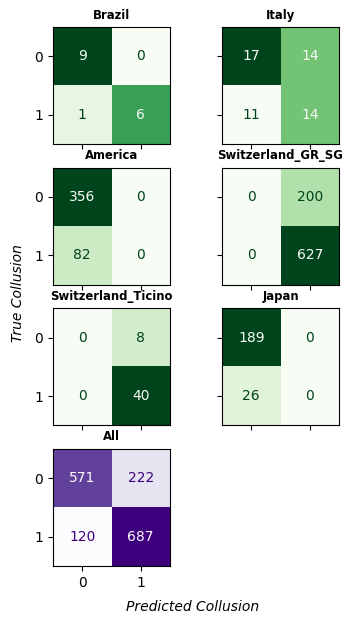 Brazil
Italy
0
9 0
17 14
1
1 6
11 14
America
Switzerland_GR_SG
0
356 0
0 200
1
82 0
0 627
Switzerland_Ticino
Japan
0
0 8
189 0
1
0 40
26 0
All
0
571 222
1
120 687
0 1
True Collusion
Predicted Collusion